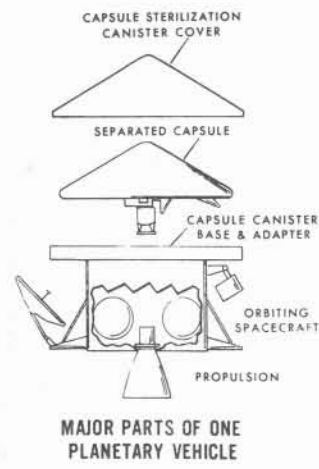 CAPSULE STERILIZATION
CANISTER COVER
SEPARATED CAPSULE
CAPSULE CANISTER
BASE & ADAPTER
ORBITING
SPACECRAFT
PROPULSION
MAJOR PARTS OF ONE
PLANETARY VEHICLE